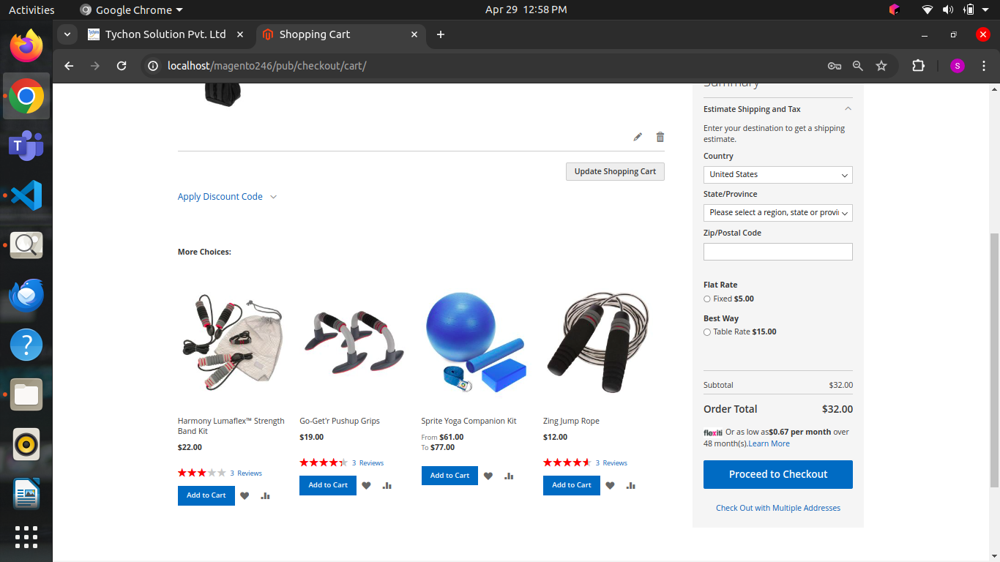 Activities
Google Chrome
Apr 29 12:58 PM
Tychon Solution Pvt. Ltd
Shopping Cart
localhost/magento246/pub/checkout/cart/
S
Summary
Estimate Shipping and Tax
Enter your destination to get a shipping
estimate.
Country
United States
State/Province
Please select a region, state or provi
Zip/Postal Code
Flat Rate
Fixed $5.00
Best Way
Table Rate $15.00
Subtotal $32.00
Order Total $32.00
flexiti Or as low as$0.67 per month over
48 month(s).Learn More
Proceed to Checkout
Check Out with Multiple Addresses
Update Shopping Cart
Apply Discount Code
More Choices:
Harmony Lumaflex™ Strength
Band Kit
$22.00
3 Reviews
Add to Cart
Go-Get'r Pushup Grips
$19.00
3 Reviews
Add to Cart
Sprite Yoga Companion Kit
From $61.00
To $77.00
Add to Cart
Zing Jump Rope
$12.00
3 Reviews
Add to Cart